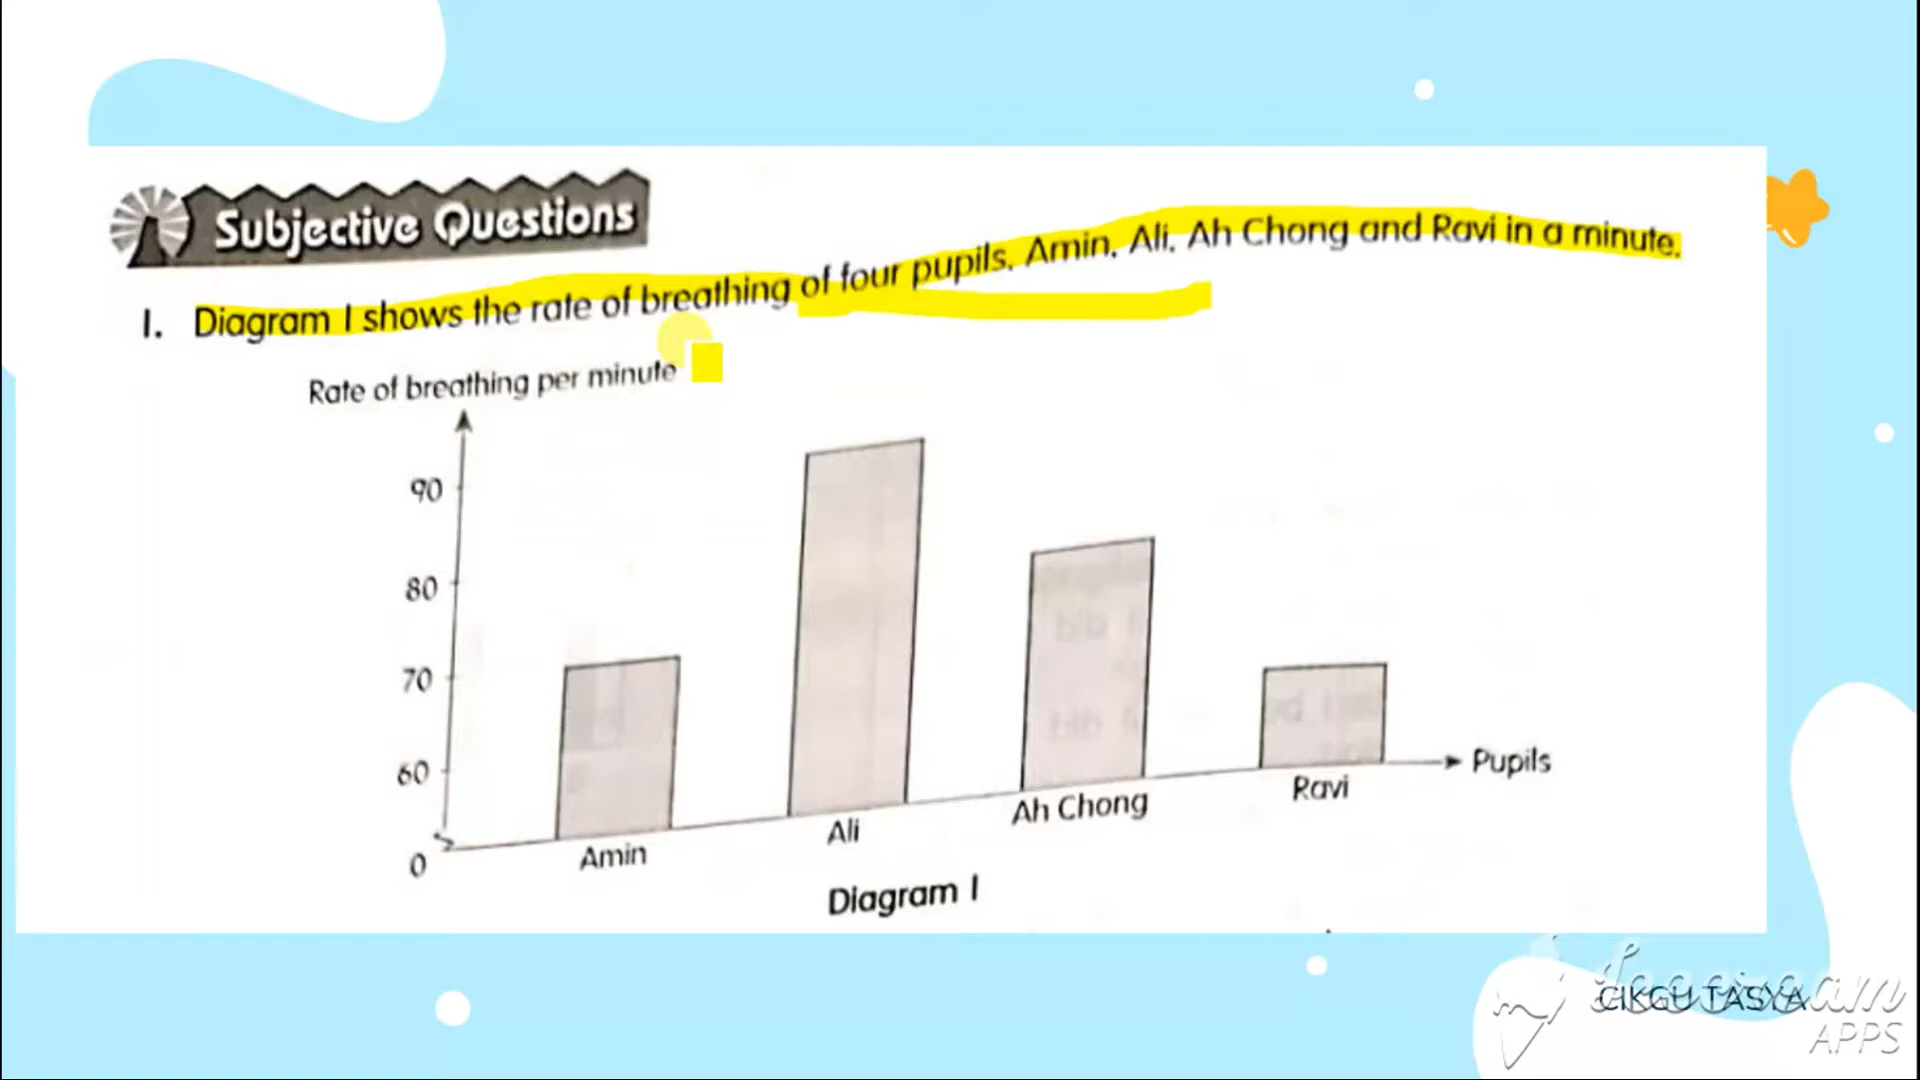 Subjective Questions
1. Diagram 1 shows the rate of breathing of four pupils, Amin, Ali, Ah Chong and Ravi in a minute.
Rate of breathing per minute
90
80
70
60
0
Amin
Ali
Ah Chong
Ravi
Pupils
Diagram 1
CIKGU TASYA
APPS